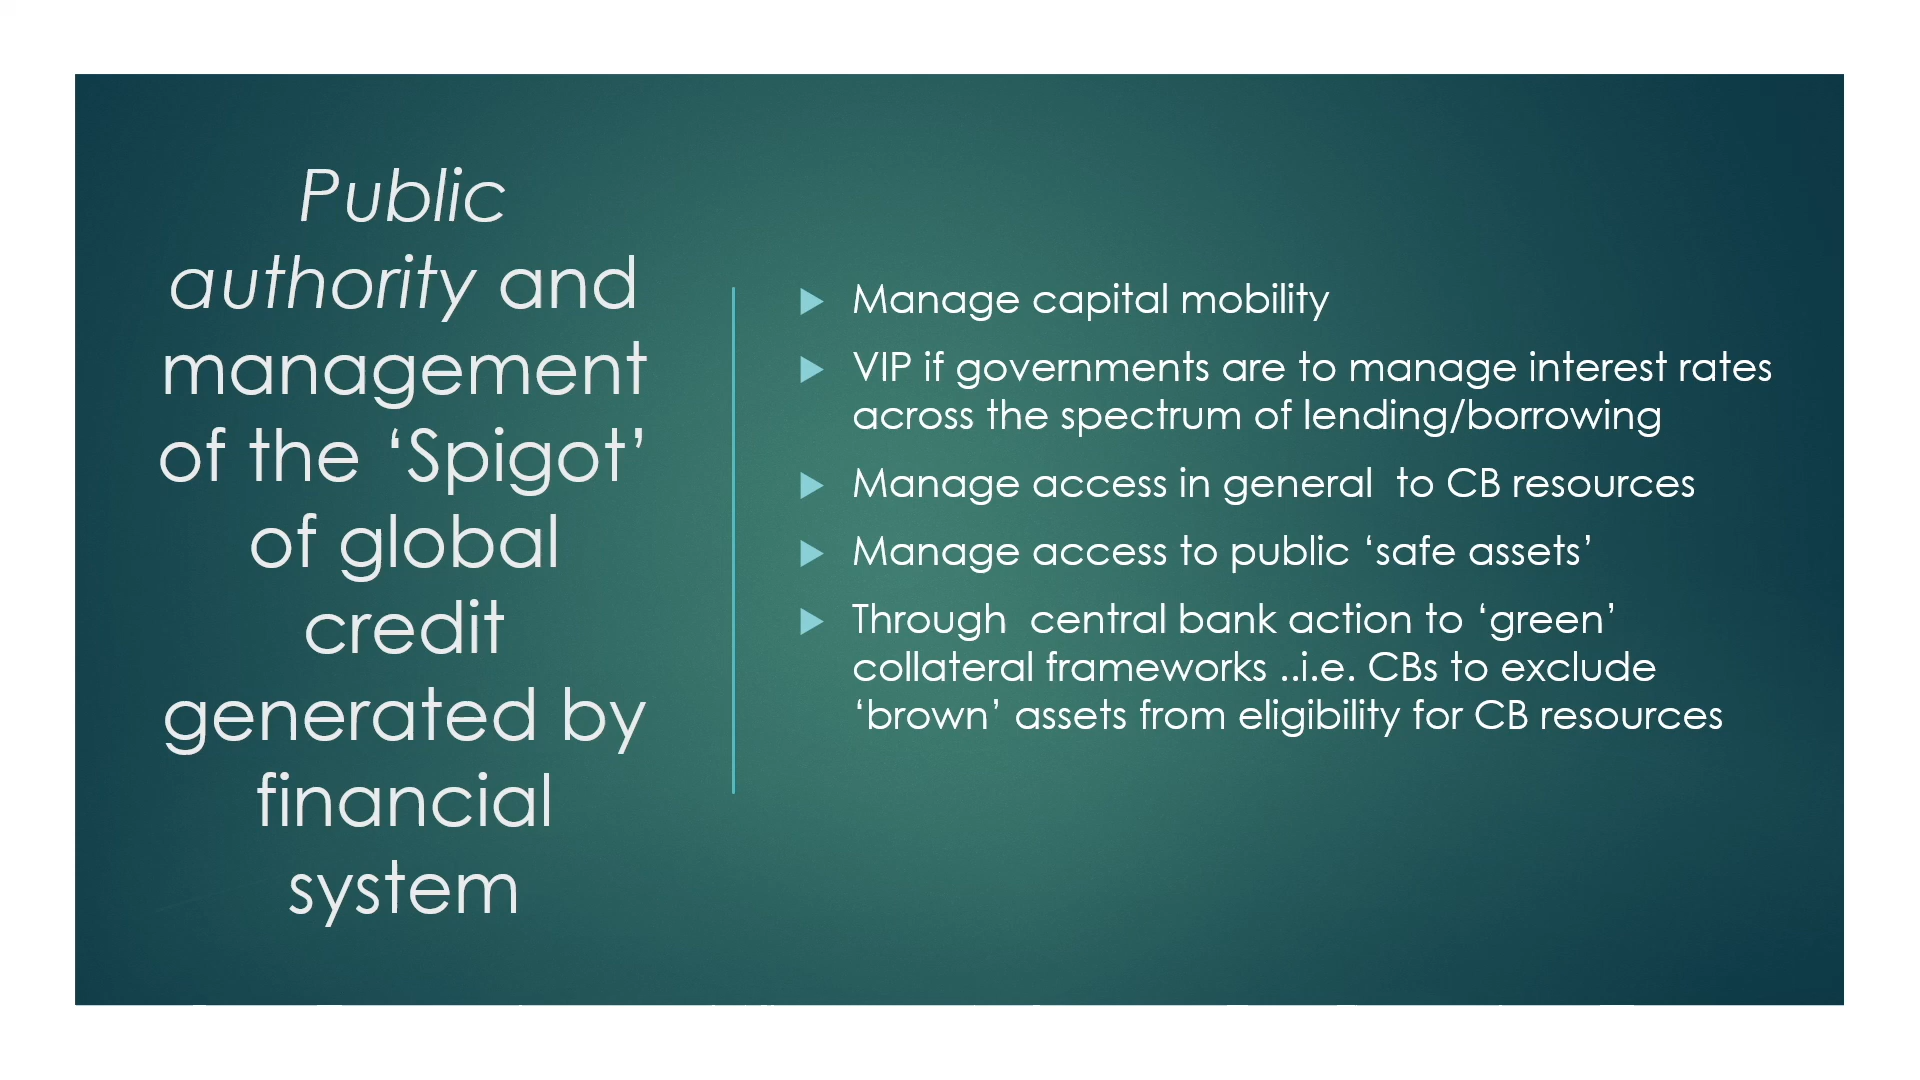 Public
authority and
management
of the ‘Spigot’
of global
credit
generated by
financial
system
Manage capital mobility
VIP if governments are to manage interest rates
across the spectrum of lending/borrowing
Manage access in general  to CB resources
Manage access to public ‘safe assets’
Through  central bank action to ‘green’
collateral frameworks ..i.e. CBs to exclude
‘brown’ assets from eligibility for CB resources